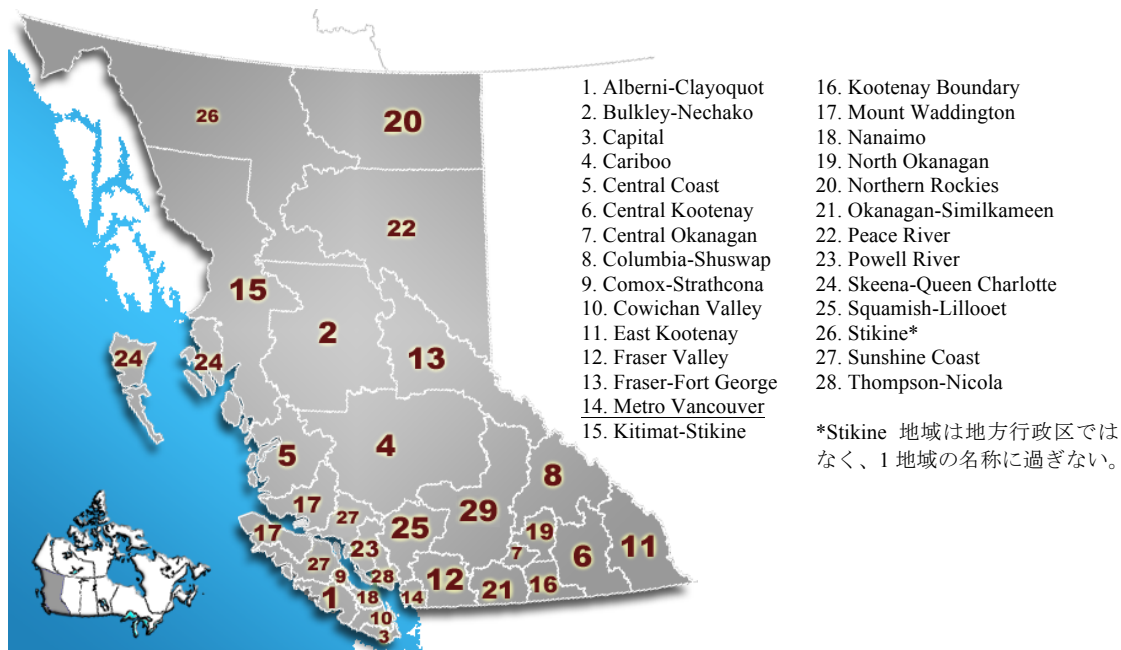 1. Alberni-Clayoquot
2. Bulkley-Nechako
3. Capital
4. Cariboo
5. Central Coast
6. Central Kootenay
7. Central Okanagan
8. Columbia-Shuswap
9. Comox-Strathcona
10. Cowichan Valley
11. East Kootenay
12. Fraser Valley
13. Fraser-Fort George
14. Metro Vancouver
15. Kitimat-Stikine
16. Kootenay Boundary
17. Mount Waddington
18. Nanaimo
19. North Okanagan
20. Northern Rockies
21. Okanagan-Similkameen
22. Peace River
23. Powell River
24. Skeena-Queen Charlotte
25. Squamish-Lillooet
26. Stikine*
27. Sunshine Coast
28. Thompson-Nicola
*Stikine 地域は地方行政区では
なく、1 地域の名称に過ぎない。
26
20
22
15
2
24
24
13
4
5
8
17
27
25
29
17
19
23
7
6
11
27
9
28
12
21
16
1
18
14
10
3